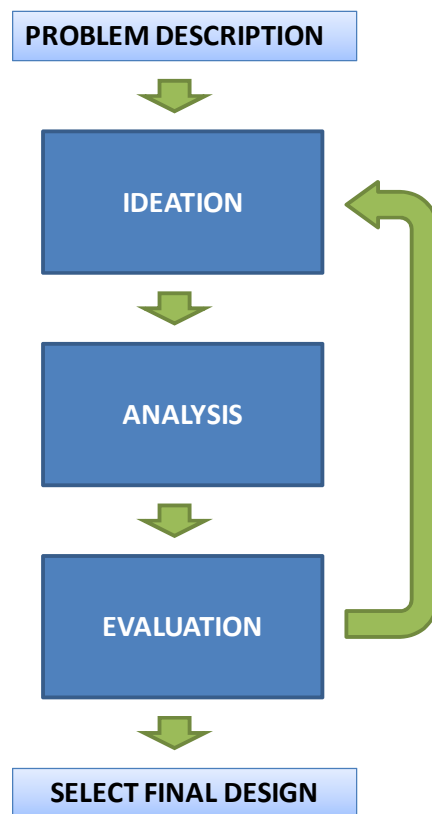 PROBLEM DESCRIPTION
IDEATION
ANALYSIS
EVALUATION
SELECT FINAL DESIGN